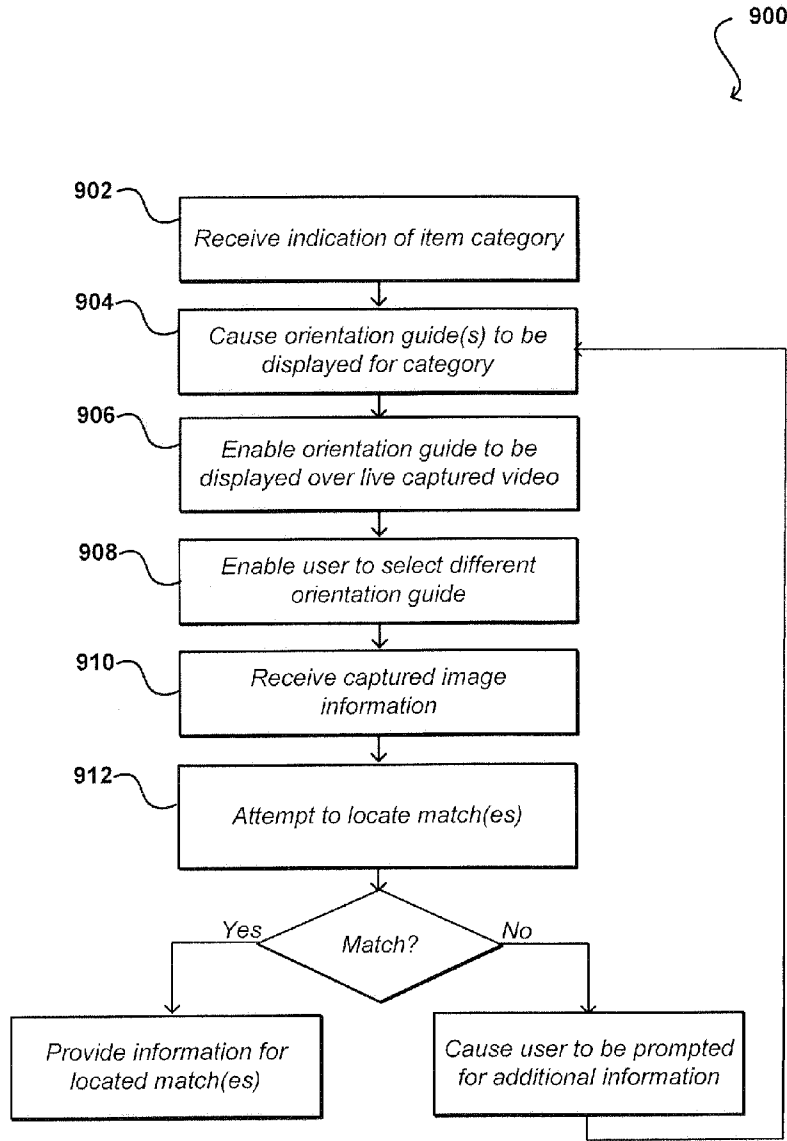 900
902
Receive indication of item category
904
Cause orientation guide(s) to be
displayed for category
906
Enable orientation guide to be
displayed over live captured video
908
Enable user to select different
orientation guide
910
Receive captured image
information
912
Attempt to locate match(es)
Yes
Match?
No
Provide information for
located match(es)
Cause user to be prompted
for additional information